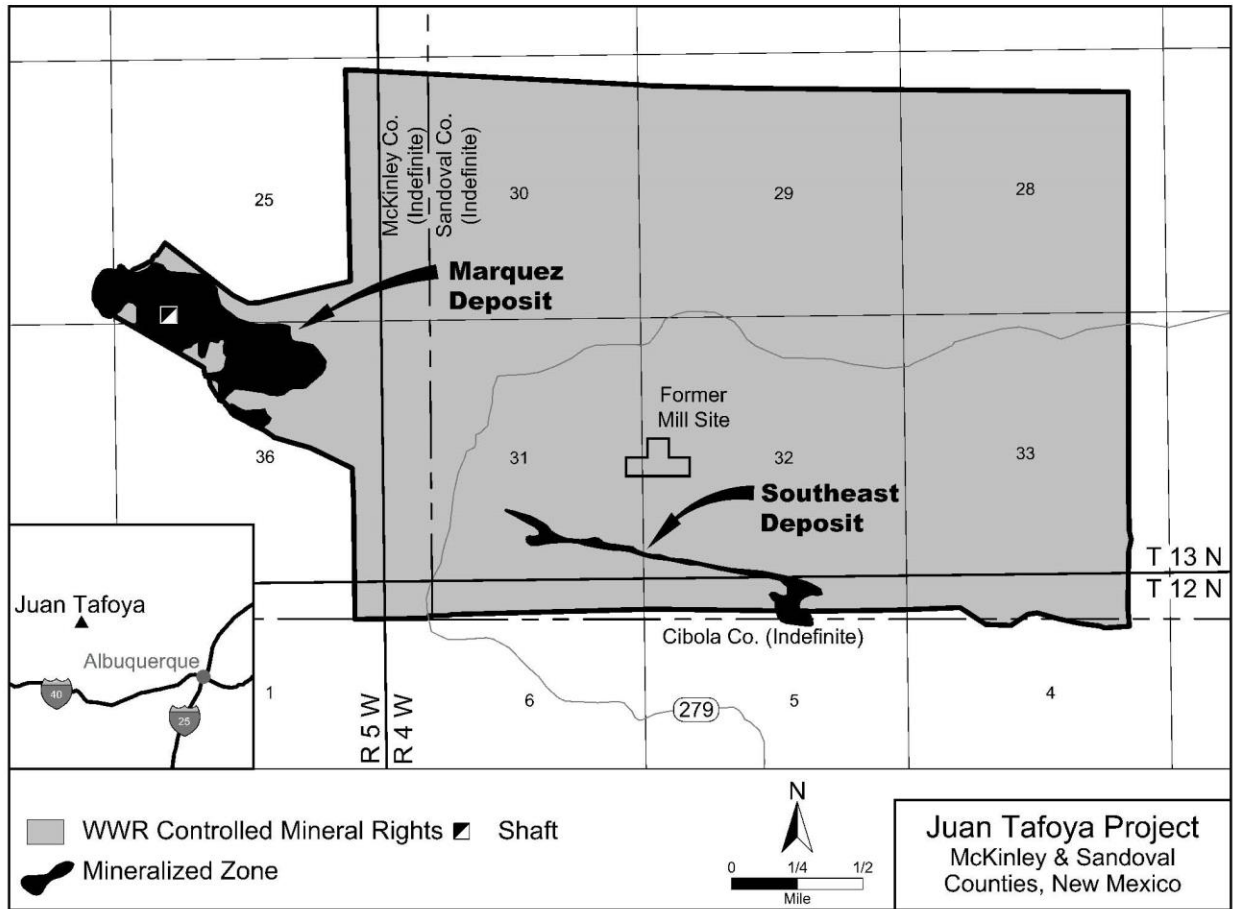 McKinley Co.
(Indefinite)
Sandoval Co.
(Indefinite)
25
30
29
28
Marquez
Deposit
Former
Mill Site
36
31
32
33
Southeast
Deposit
T 13 N
T 12 N
Cibola Co. (Indefinite)
Juan Tafoya
Albuquerque
40
25
1
6
5
4
279
R 5 W
R 4 W
WWR Controlled Mineral Rights
Shaft
Mineralized Zone
N
0 1/4 1/2
Mile
Juan Tafoya Project
McKinley & Sandoval
Counties, New Mexico